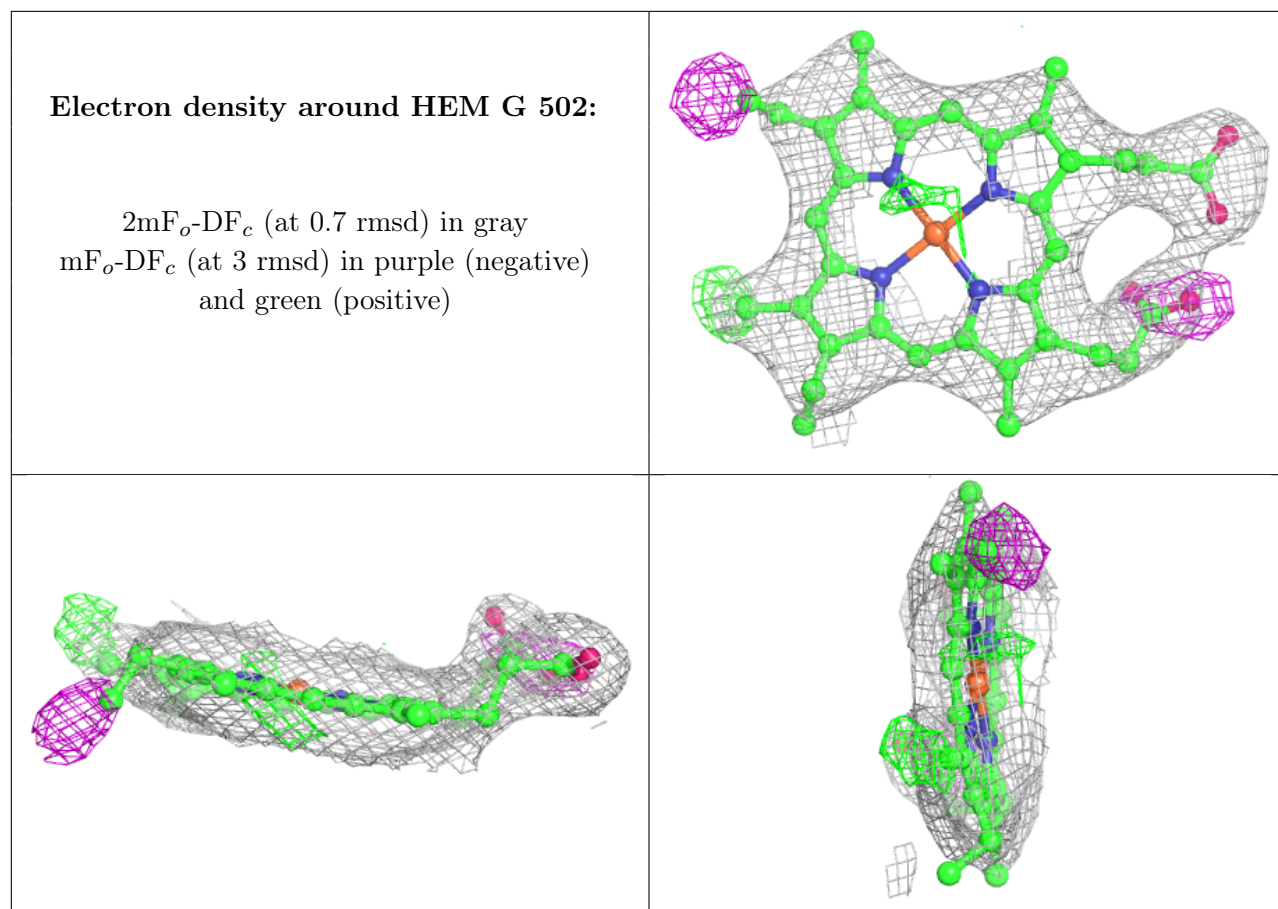 Electron density around HEM G 502:
2mFo-DFc (at 0.7 rmsd) in gray
mFo-DFc (at 3 rmsd) in purple (negative)
and green (positive)